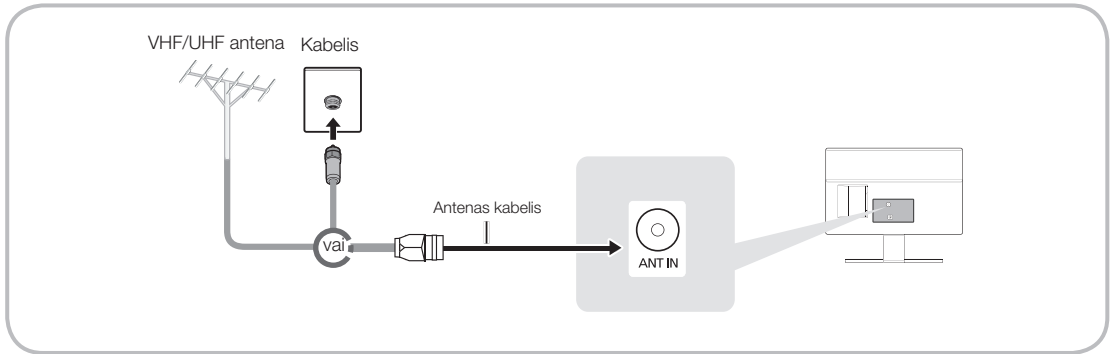 VHF/UHF antena
Kabelis
Antenas kabelis
vai
ANT IN